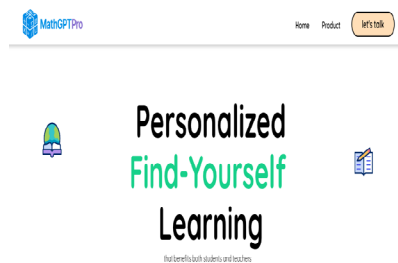 MathGPTPro
Home Product let's talk
Personalized
Find-Yourself
Learning
that benefits both students and teachers